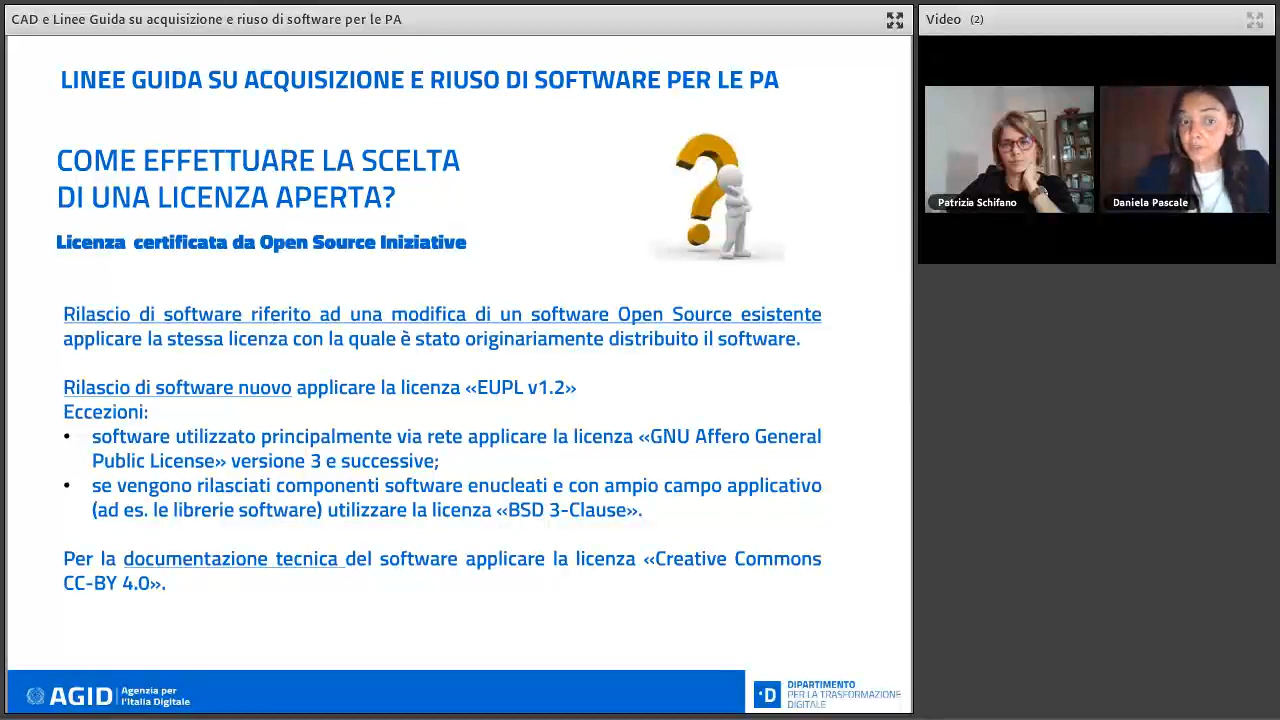 CAD e Linee Guida su acquisizione e riuso di software per le PA
Video (2)
LINEE GUIDA SU ACQUISIZIONE E RIUSO DI SOFTWARE PER LE PA
COME EFFETTUARE LA SCELTA
DI UNA LICENZA APERTA?
Licenza certificata da Open Source Iniziative
Rilascio di software riferito ad una modifica di un software Open Source esistente
applicare la stessa licenza con la quale è stato originariamente distribuito il software.
Rilascio di software nuovo applicare la licenza «EUPL v1.2»
Eccezioni:
• software utilizzato principalmente via rete applicare la licenza «GNU Affero General
Public License» versione 3 e successive;
• se vengono rilasciati componenti software enucleati e con ampio campo applicativo
(ad es. le librerie software) utilizzare la licenza «BSD 3-Clause».
Per la documentazione tecnica del software applicare la licenza «Creative Commons
CC-BY 4.0».
Patrizia Schifano
Daniela Pascale
AGID
Agenzia per
l'Italia Digitale
D
DIPARTIMENTO
PER LA TRASFORMAZIONE
DIGITALE